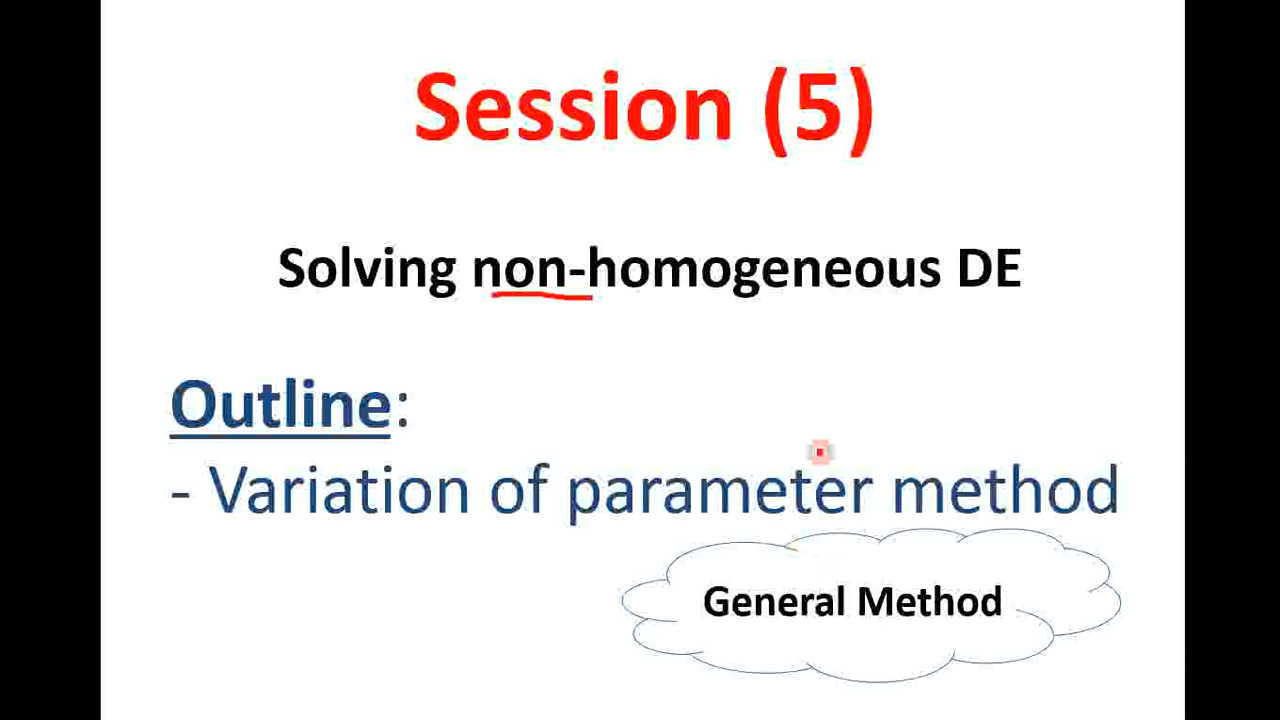 Session (5)
Solving non-homogeneous DE
Outline:
- Variation of parameter method
General Method